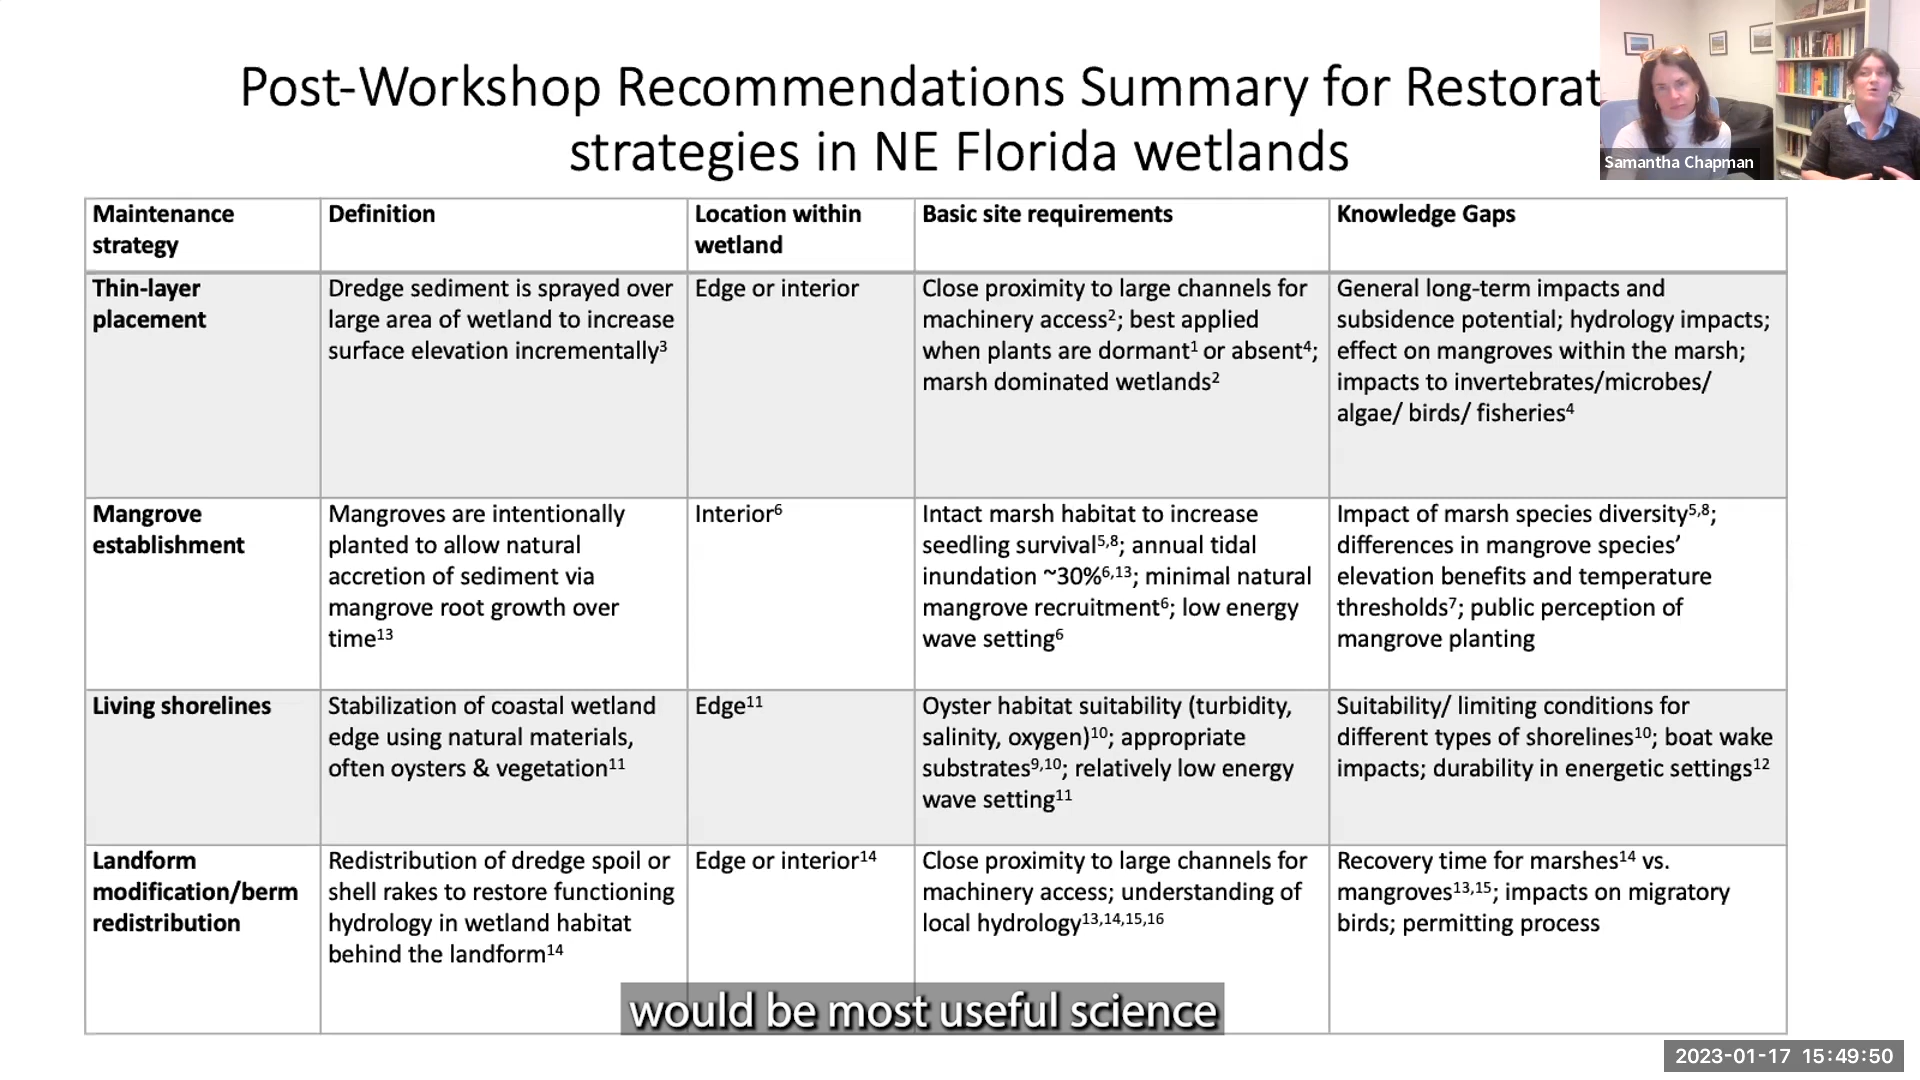 Post-Workshop Recommendations Summary for Restorat
strategies in NE Florida wetlands
Samantha Chapman
Maintenance
strategy
Definition
Location within
wetland
Basic site requirements
Knowledge Gaps
Thin-layer
placement
Dredge sediment is sprayed over
large area of wetland to increase
surface elevation incrementally³
Edge or interior
Close proximity to large channels for
machinery access²; best applied
when plants are dormant¹ or absent⁴;
marsh dominated wetlands²
General long-term impacts and
subsidence potential; hydrology impacts;
effect on mangroves within the marsh;
impacts to invertebrates/microbes/
algae/ birds/ fisheries⁴
Mangrove
establishment
Mangroves are intentionally
planted to allow natural
accretion of sediment via
mangrove root growth over
time¹³
Interior⁶
Intact marsh habitat to increase
seedling survival⁵,⁸; annual tidal
inundation ~30%⁶,¹³; minimal natural
mangrove recruitment⁶; low energy
wave setting⁶
Impact of marsh species diversity⁵,⁸;
differences in mangrove species’
elevation benefits and temperature
thresholds⁷; public perception of
mangrove planting
Living shorelines
Stabilization of coastal wetland
edge using natural materials,
often oysters & vegetation¹¹
Edge¹¹
Oyster habitat suitability (turbidity,
salinity, oxygen)¹⁰; appropriate
substrates⁹,¹⁰; relatively low energy
wave setting¹¹
Suitability/ limiting conditions for
different types of shorelines¹⁰; boat wake
impacts; durability in energetic settings¹²
Landform
modification/berm
redistribution
Redistribution of dredge spoil or
shell rakes to restore functioning
hydrology in wetland habitat
behind the landform¹⁴
Edge or interior¹⁴
Close proximity to large channels for
machinery access; understanding of
local hydrology¹³,¹⁴,¹⁵,¹⁶
Recovery time for marshes¹⁴ vs.
mangroves¹³,¹⁵; impacts on migratory
birds; permitting process
would be most useful science
2023-01-17 15:49:50